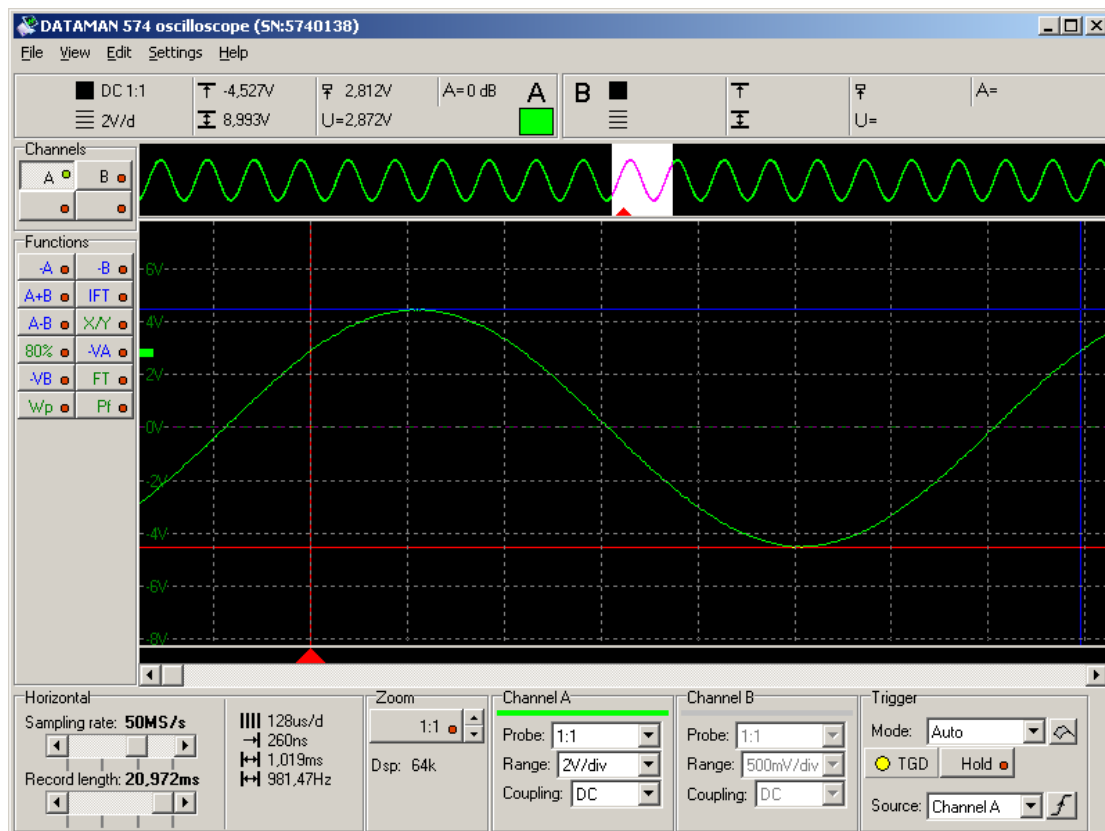 DATAMAN 574 oscilloscope (SN:5740138)
File View Edit Settings Help
DC 1:1 -4,527V 2,812V A=0 dB A B A=
2V/d 8,993V U=2,872V U=
Channels
A B
Functions
-A -B
A+B IFT
A-B X/Y
80% -VA
-VB FT
Wp Pf
6V
4V
2V
0V
-2V
-4V
-6V
-8V
Horizontal
Sampling rate: 50MS/s
Record length: 20,972ms
128us/d
260ns
1,019ms
981,47Hz
Zoom
1:1
Dsp: 64k
Channel A
Probe: 1:1
Range: 2V/div
Coupling: DC
Channel B
Probe: 1:1
Range: 500mV/div
Coupling: DC
Trigger
Mode: Auto
TGD Hold
Source: Channel A